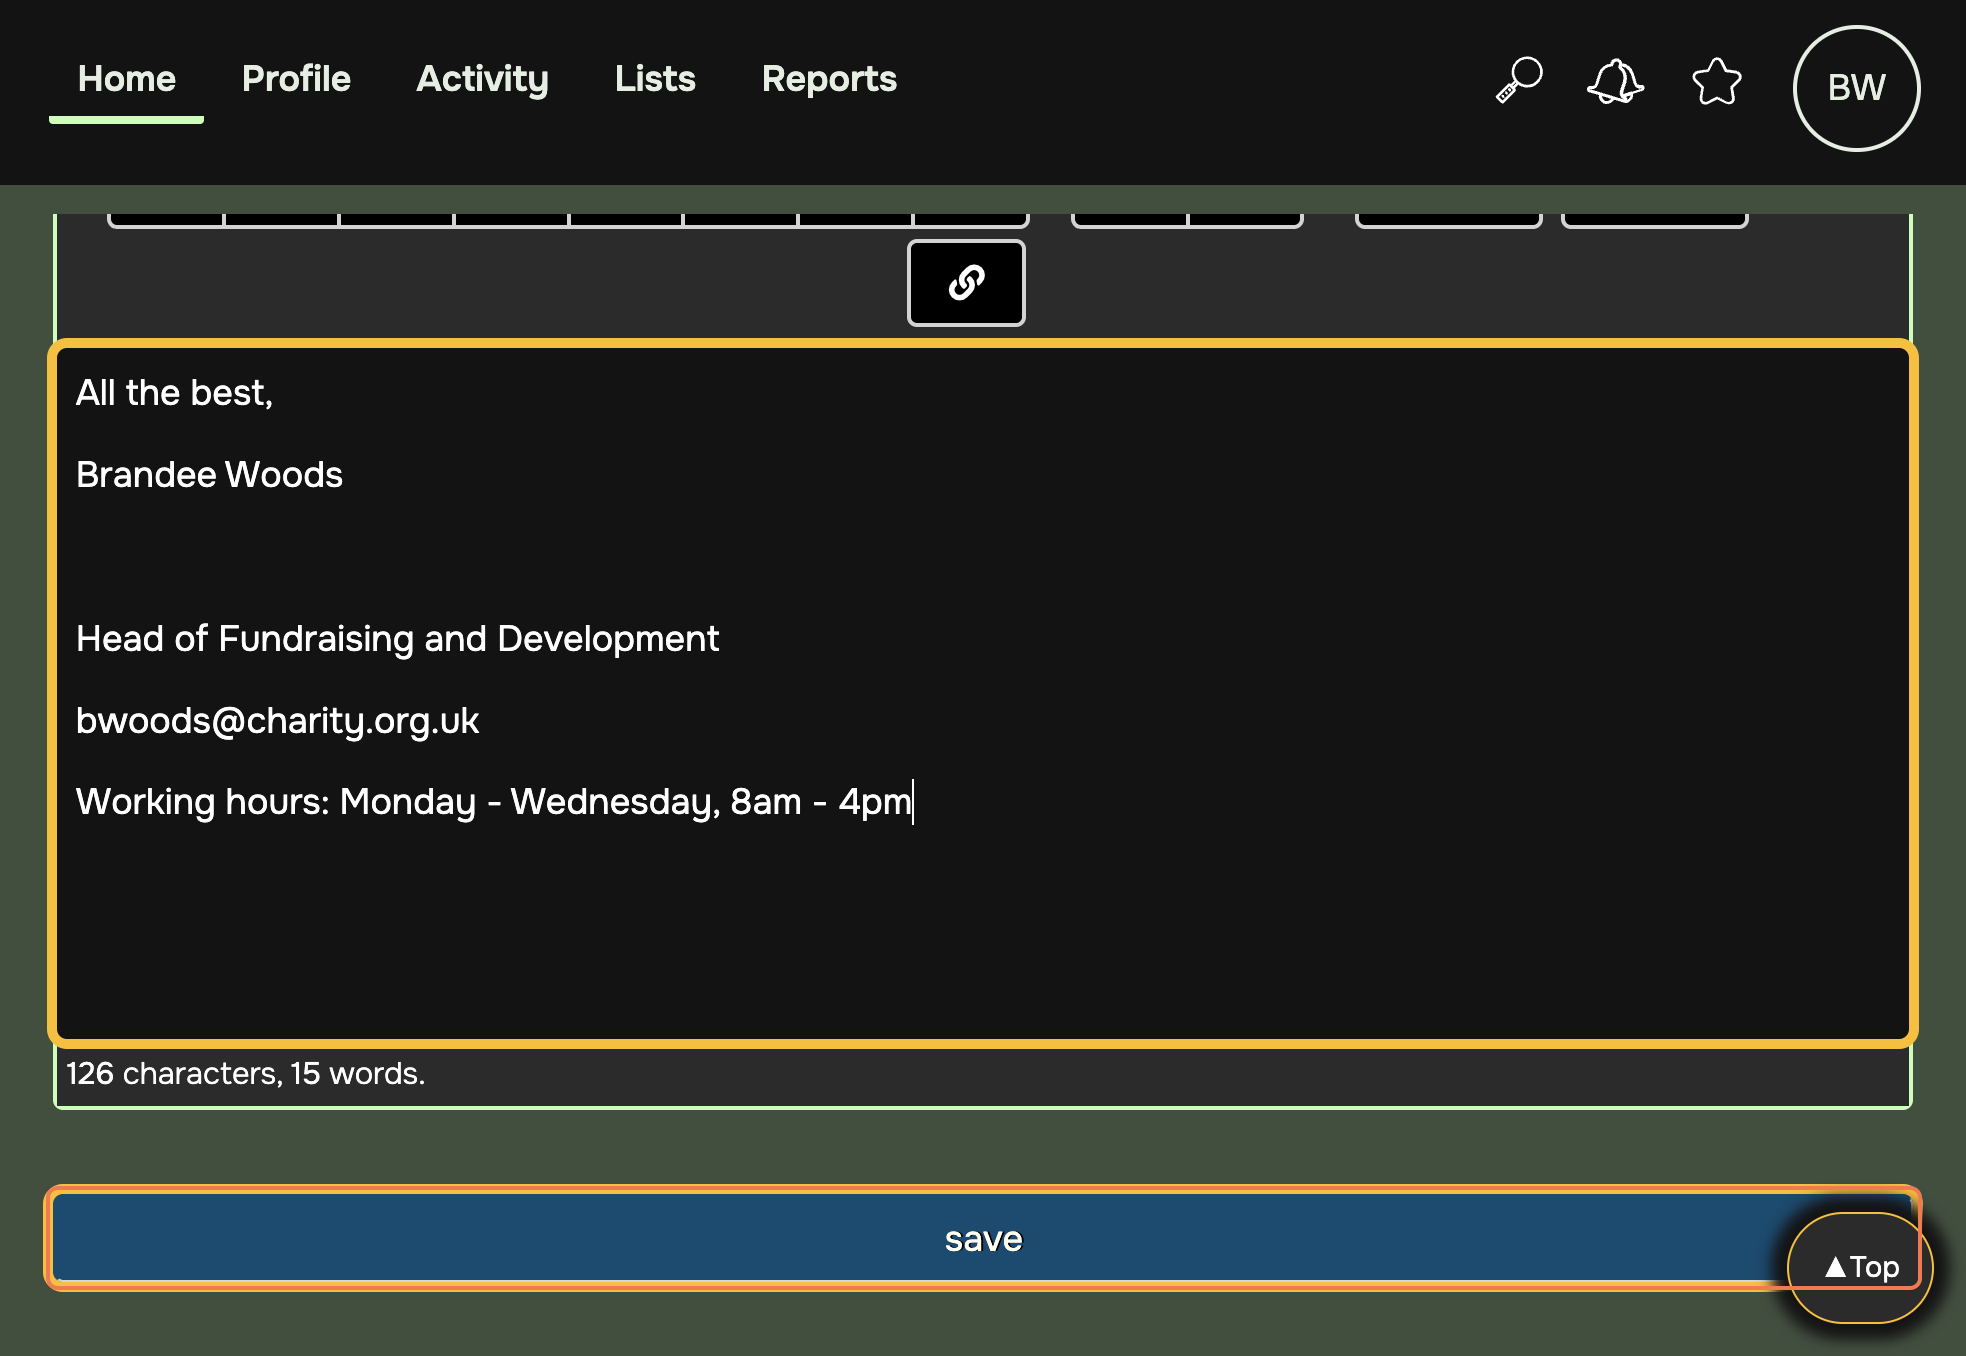 Home Profile Activity Lists Reports BW
All the best,
Brandee Woods
Head of Fundraising and Development
bwoods@charity.org.uk
Working hours: Monday - Wednesday, 8am - 4pm
126 characters, 15 words.
save
▲Top